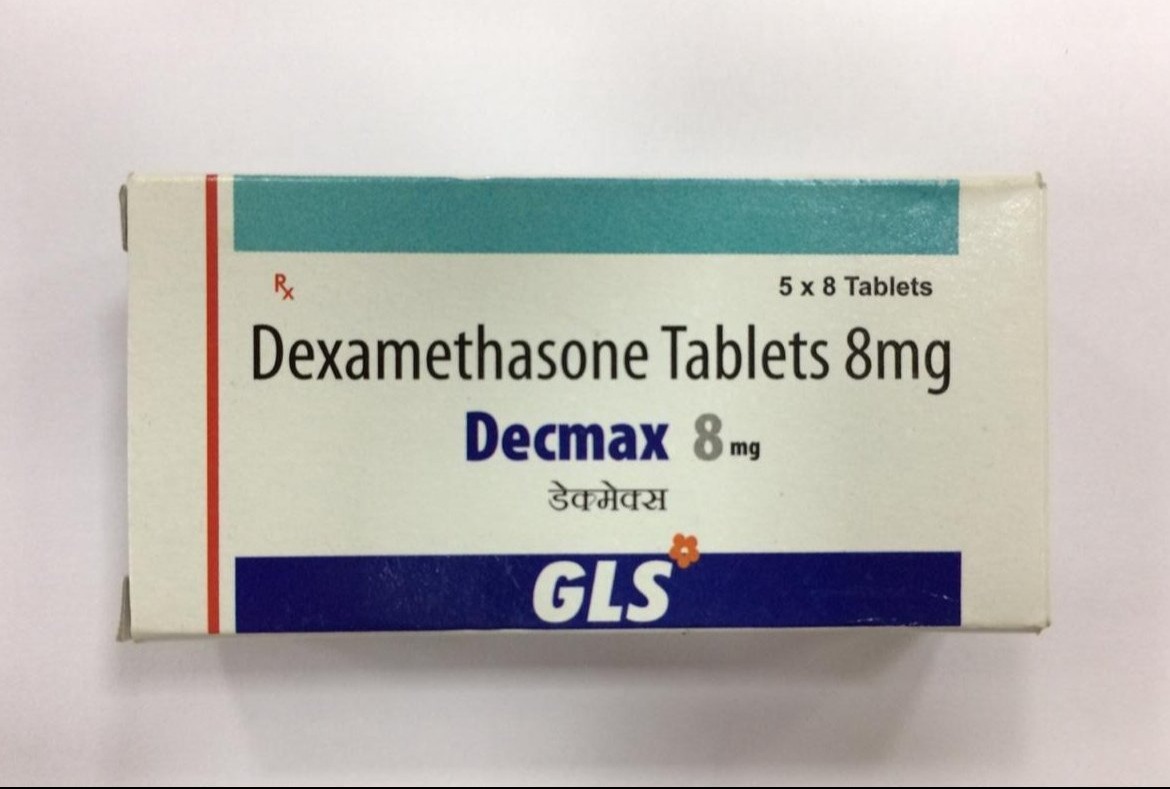 Rx
5 x 8 Tablets
Dexamethasone Tablets 8mg
Decmax 8 mg
डेकमेक्स
GLS